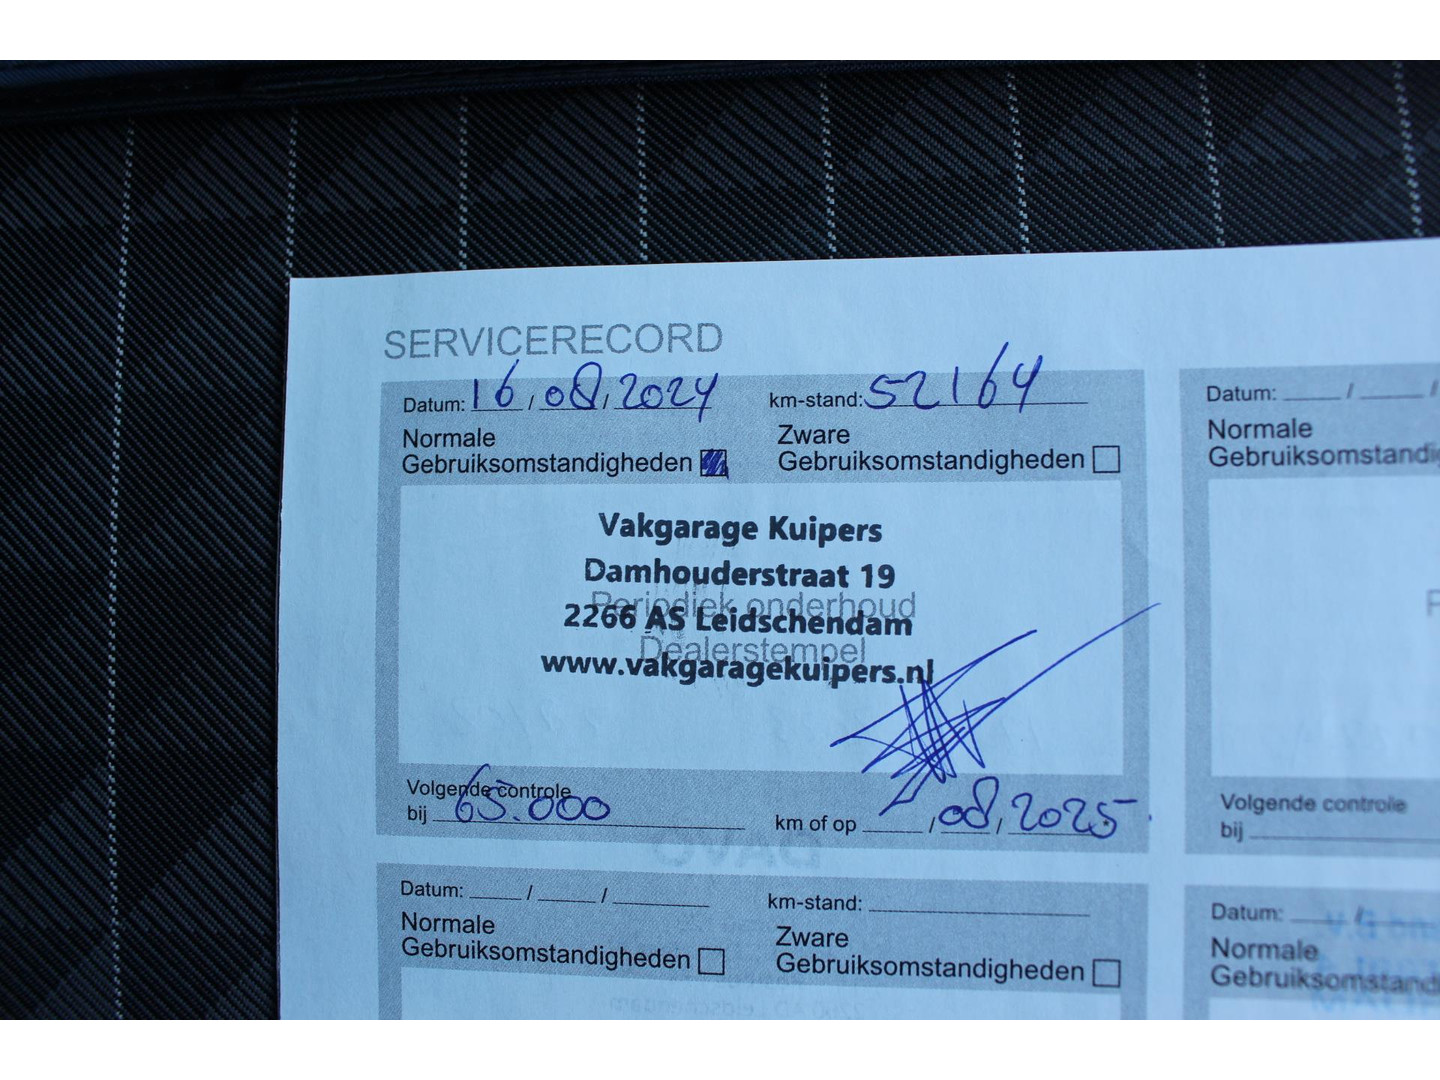 SERVICERECORD
Datum: 16/08/2024 km-stand: 52164
Normale Gebruiksomstandigheden Zware Gebruiksomstandigheden
Vakgarage Kuipers
Damhouderstraat 19
Periodiek onderhoud
2266 AS Leidschendam
Dealerstempel
www.vakgaragekuipers.nl
Volgende controle
bij 65.000 km of op / 08 / 2025
Datum: / / km-stand:
Normale Gebruiksomstandigheden Zware Gebruiksomstandigheden
Datum: / /
Normale
Gebruiksomstandig
Volgende controle
bij
Datum: /
Normale
Gebruiksomstand